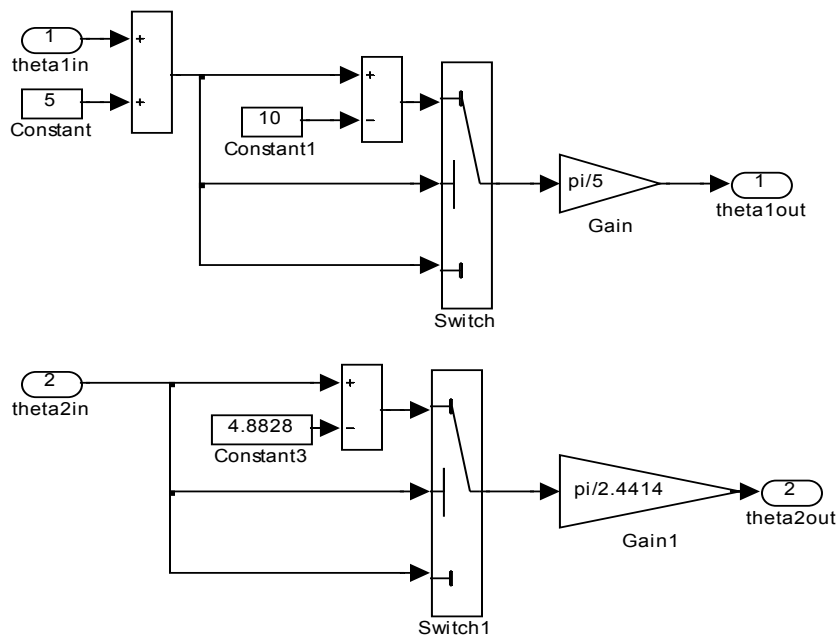 1
+
theta1in
5
+
Constant
+
10
−
Constant1
pi/5
1
Gain
theta1out
Switch
2
+
theta2in
4.8828
−
Constant3
pi/2.4414
2
Gain1
theta2out
Switch1